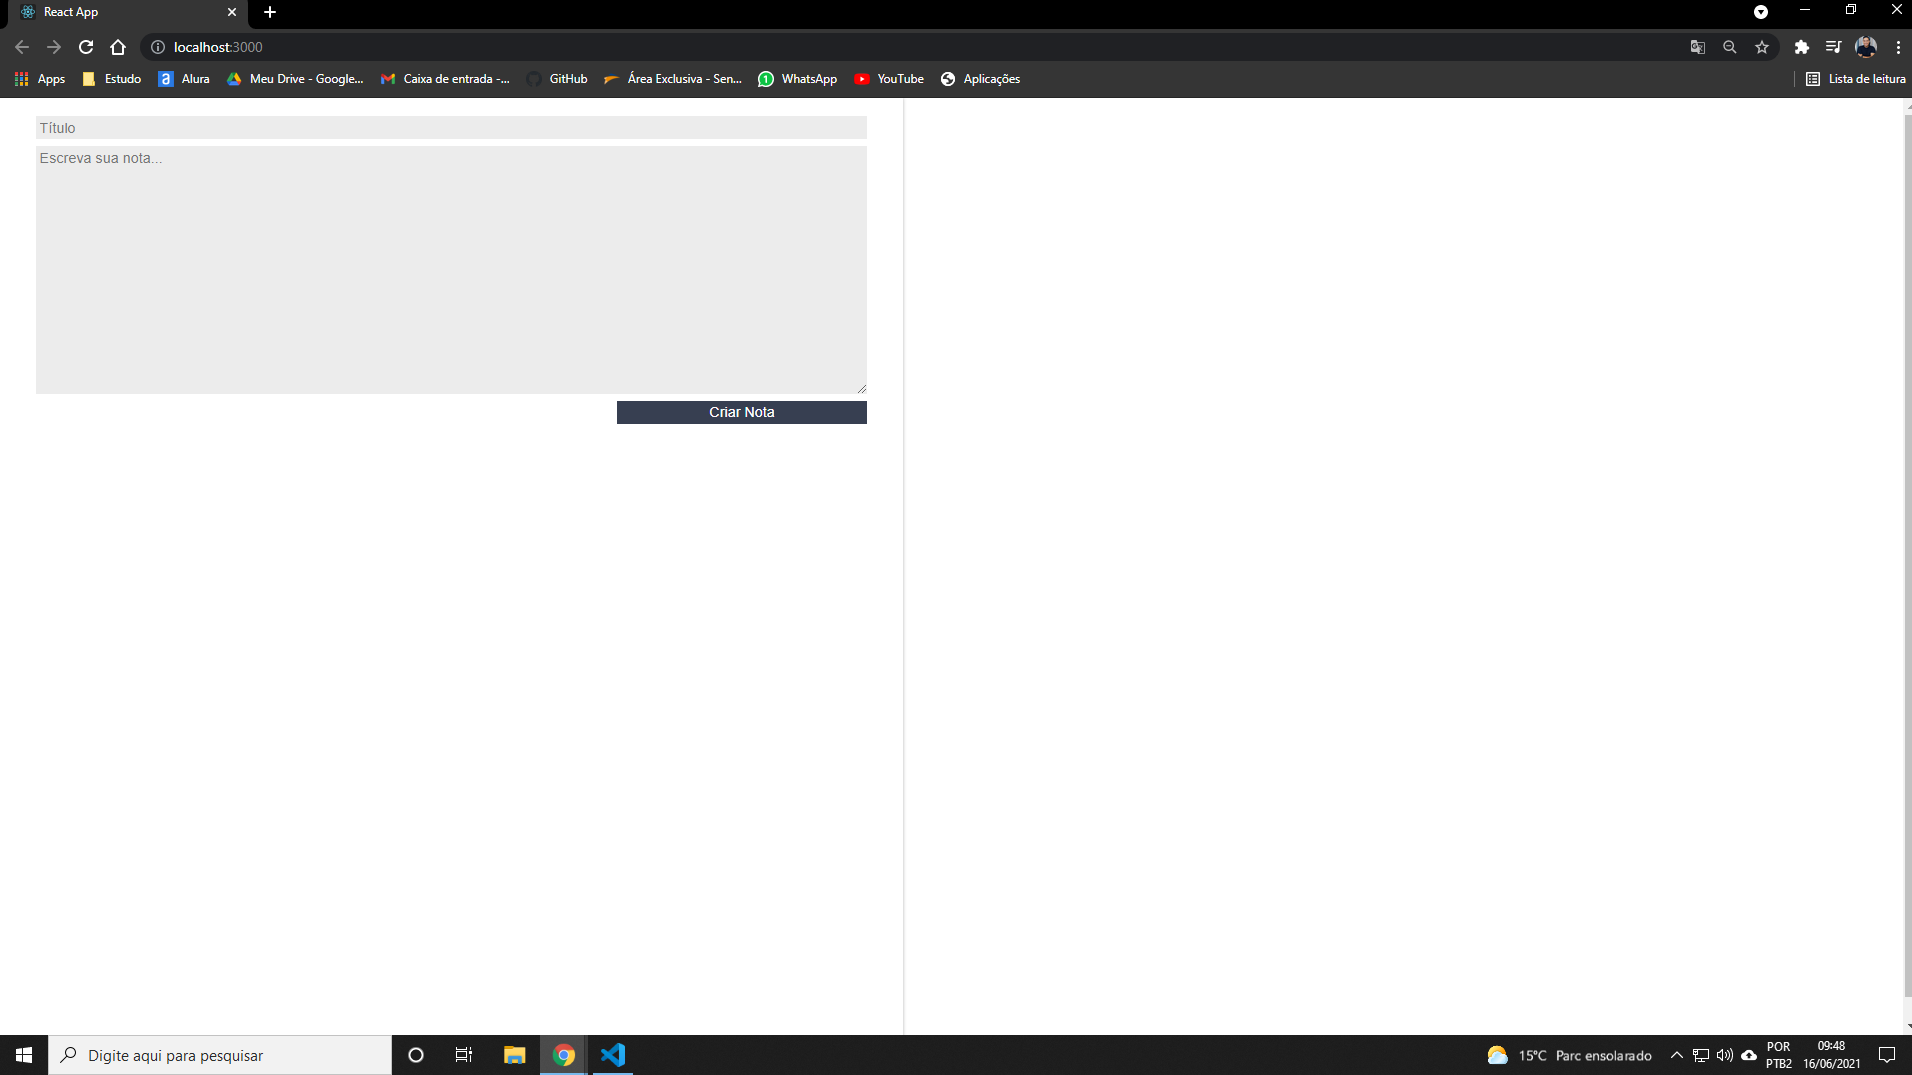 React App
localhost:3000
Apps Estudo Alura Meu Drive - Google... Caixa de entrada -... GitHub Área Exclusiva - Sen... WhatsApp YouTube Aplicações Lista de leitura
Título
Escreva sua nota...
Criar Nota
Digite aqui para pesquisar
15°C Parc ensolarado
POR
PTB2
09:48
16/06/2021